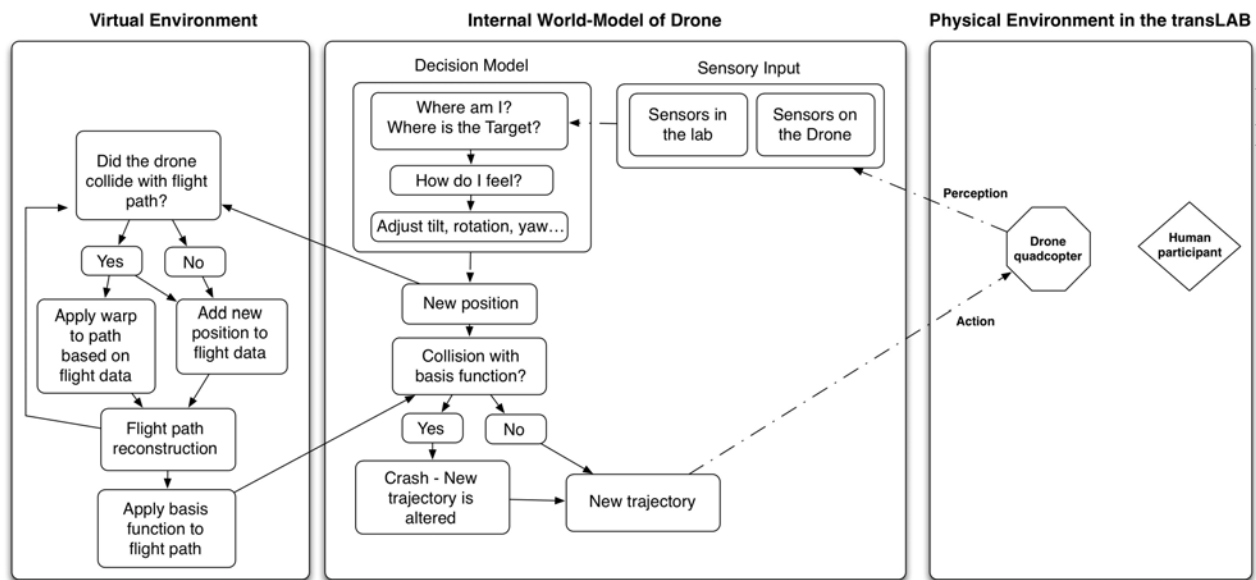 Virtual Environment
Did the drone
collide with flight
path?
Yes
No
Apply warp
to path
based on
flight data
Add new
position to
flight data
Flight path
reconstruction
Apply basis
function to
flight path
Internal World-Model of Drone
Decision Model
Where am I?
Where is the Target?
How do I feel?
Adjust tilt, rotation, yaw…
Sensory Input
Sensors in
the lab
Sensors on
the Drone
New position
Collision with
basis function?
Yes
No
Crash - New
trajectory is
altered
New trajectory
Physical Environment in the transLAB
Perception
Drone
quadcopter
Human
participant
Action